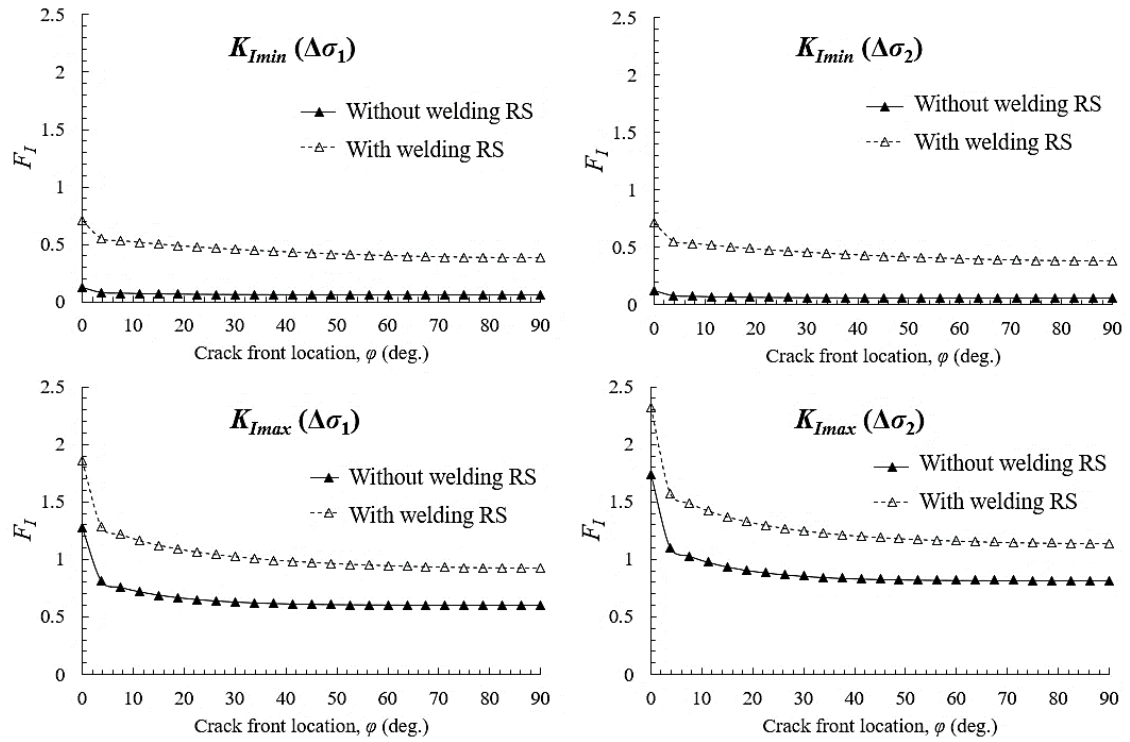 K_Imin (Δσ₁)
Without welding RS
With welding RS
F_I
2.5
2
1.5
1
0.5
0
0 10 20 30 40 50 60 70 80 90
Crack front location, φ (deg.)
K_Imin (Δσ₂)
Without welding RS
With welding RS
F_I
2.5
2
1.5
1
0.5
0
0 10 20 30 40 50 60 70 80 90
Crack front location, φ (deg.)
K_Imax (Δσ₁)
Without welding RS
With welding RS
F_I
2.5
2
1.5
1
0.5
0
0 10 20 30 40 50 60 70 80 90
Crack front location, φ (deg.)
K_Imax (Δσ₂)
Without welding RS
With welding RS
F_I
2.5
2
1.5
1
0.5
0
0 10 20 30 40 50 60 70 80 90
Crack front location, φ (deg.)